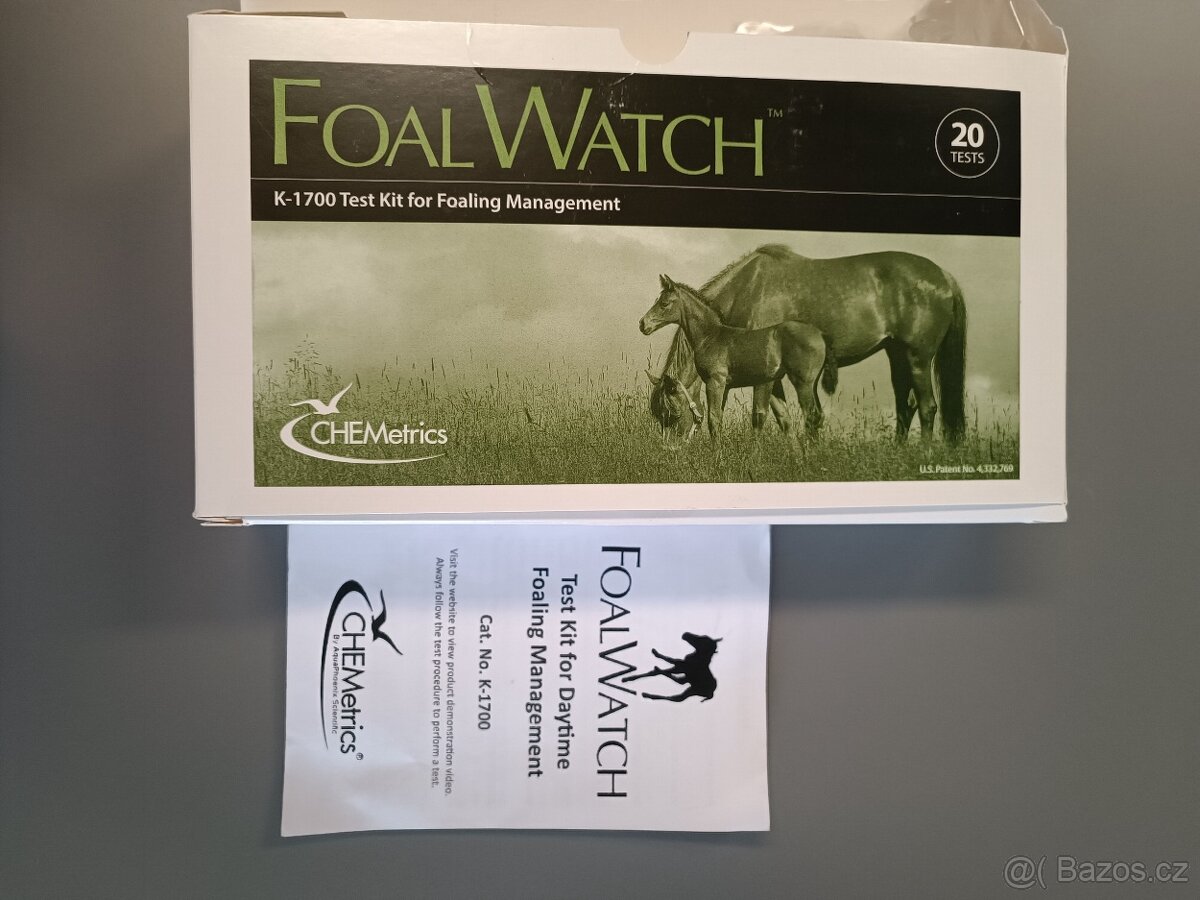 FOALWATCH™
20
TESTS
K-1700 Test Kit for Foaling Management
CHEMetrics
U.S. Patent No. 4,332,769
FOALWATCH
Test Kit for Daytime
Foaling Management
Cat. No. K-1700
Visit the website to view product demonstration video.
Always follow the test procedure to perform a test.
CHEMetrics®
By AquaPhoenix Scientific
@( Bazos.cz